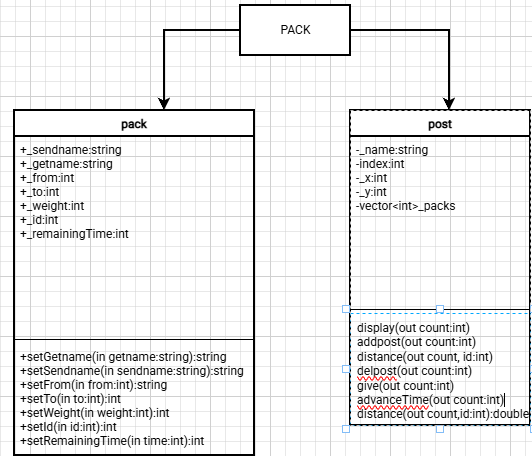 PACK
pack
+_sendname:string
+_getname:string
+_from:int
+_to:int
+_weight:int
+_id:int
+_remainingTime:int
+setGetname(in getname:string):string
+setSendname(in sendname:string):string
+setFrom(in from:int):string
+setTo(in to:int):int
+setWeight(in weight:int):int
+setId(in id:int):int
+setRemainingTime(in time:int):int
post
-_name:string
-index:int
-_x:int
-_y:int
-vector<int>_packs
display(out count:int)
addpost(out count:int)
distance(out count, id:int)
delpost(out count:int)
give(out count:int)
advanceTime(out count:int)
distance(out count,id:int):double